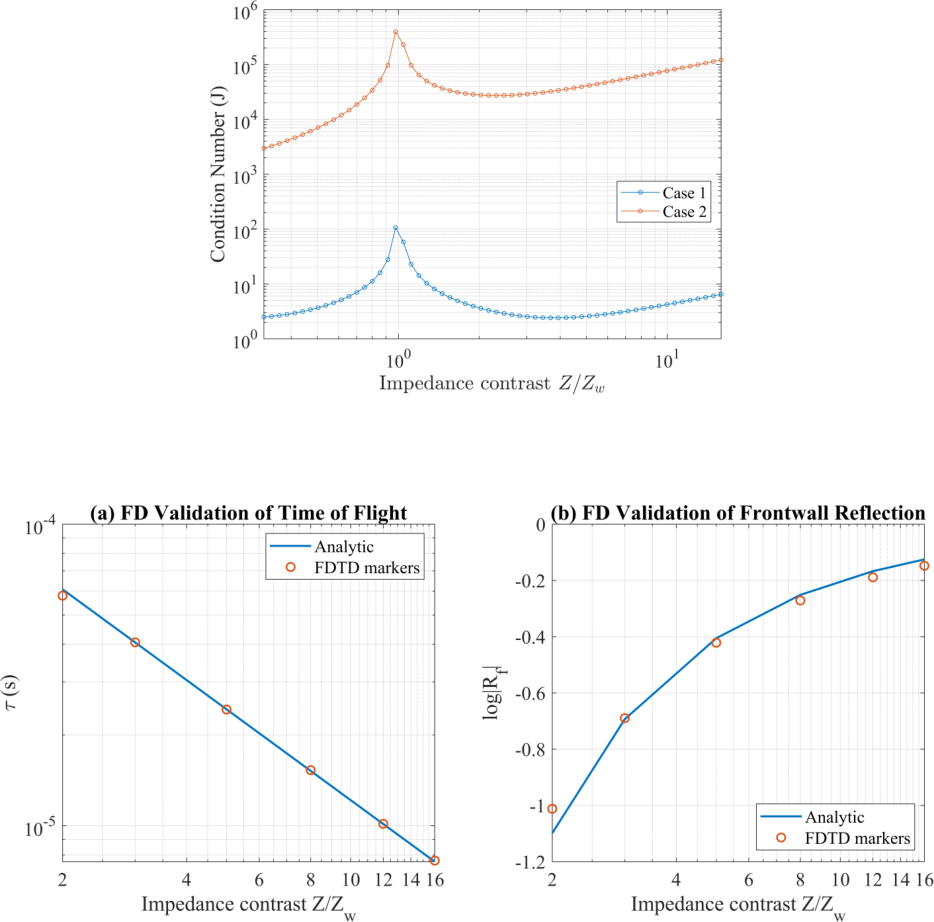 10^6
10^5
10^4
10^3
10^2
10^1
10^0
Condition Number (J)
Case 1
Case 2
10^0 10^1
Impedance contrast Z/Z_w
(a) FD Validation of Time of Flight
10^-4
10^-5
τ (s)
Analytic
FDTD markers
2 4 6 8 10 12 14 16
Impedance contrast Z/Z_w
(b) FD Validation of Frontwall Reflection
0
-0.2
-0.4
-0.6
-0.8
-1
-1.2
log|R_f|
Analytic
FDTD markers
2 4 6 8 10 12 14 16
Impedance contrast Z/Z_w